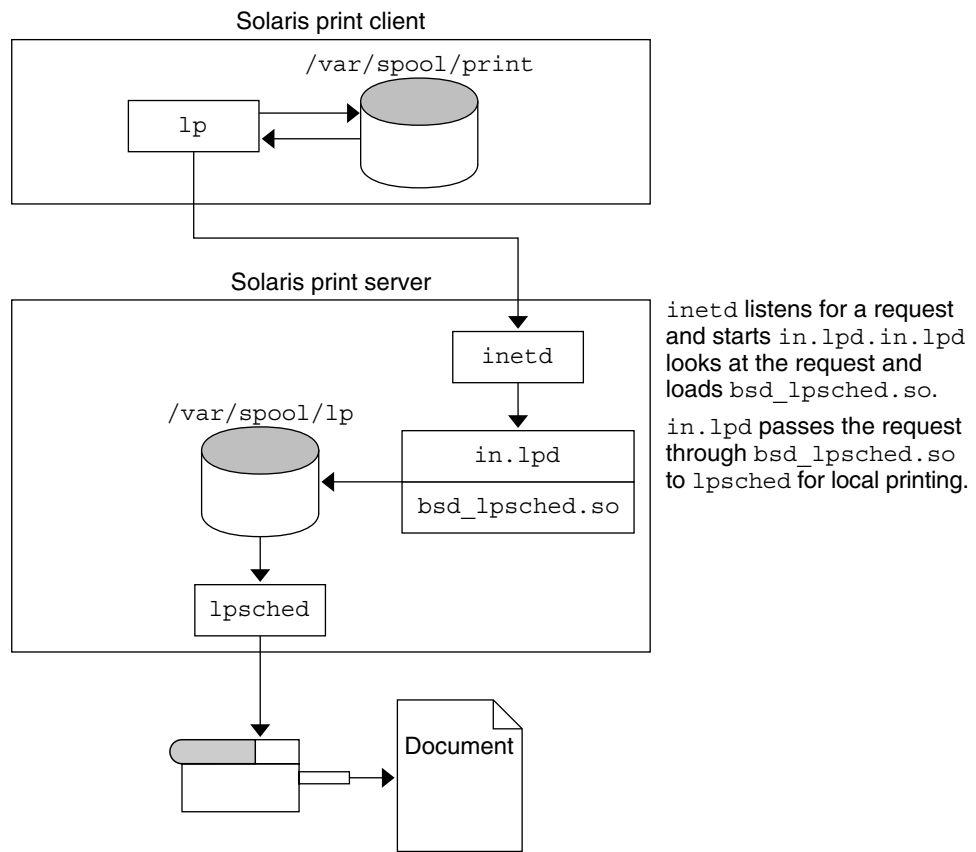 Solaris print client
/var/spool/print
lp
Solaris print server
inetd listens for a request
and starts in.lpd.in.lpd
looks at the request and
loads bsd_lpsched.so.
in.lpd passes the request
through bsd_lpsched.so
to lpsched for local printing.
inetd
/var/spool/lp
in.lpd
bsd_lpsched.so
lpsched
Document